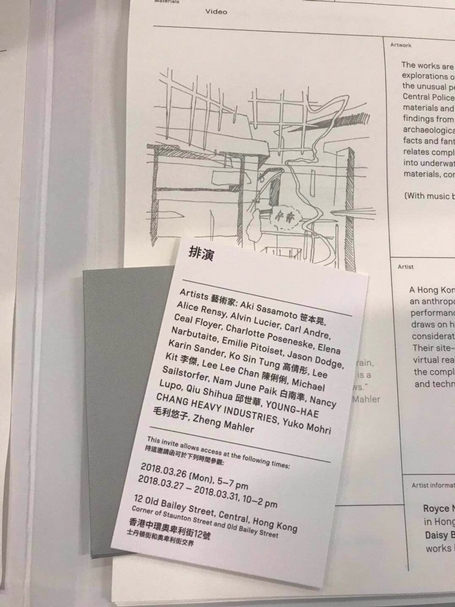 Materials
Video
Artwork
The works are
explorations o
the unusual pe
Central Police
materials and
findings from
archaeologica
facts and fant
relates compl
into underwat
materials, cor
(With music b
排演
Artists 藝術家: Aki Sasamoto 笹本晃,
Alice Rensy, Alvin Lucier, Carl Andre,
Ceal Floyer, Charlotte Poseneske, Elena
Narbutaite, Emilie Pitoiset, Jason Dodge,
Karin Sander, Ko Sin Tung 高倩彤, Lee
Kit 李傑, Lee Lee Chan 陳俐俐, Michael
Sailstorfer, Nam June Paik 白南準, Nancy
Lupo, Qiu Shihua 邱世華, YOUNG-HAE
CHANG HEAVY INDUSTRIES, Yuko Mohri
毛利悠子, Zheng Mahler
This invite allows access at the following times:
持這邀請函可於下列時間參觀:
2018.03.26 (Mon), 5–7 pm
2018.03.27 – 2018.03.31, 10–2 pm
12 Old Bailey Street, Central, Hong Kong
Corner of Staunton Street and Old Bailey Street
香港中環奧卑利街12號
士丹頓街和奧卑利街交界
rain,
is a
ws."
Mahler
Artist
A Hong Kon
an anthropo
performanc
draws on h
considerat
Their site-
virtual rea
the compl
and techn
Artist informat
Royce N
in Hong
Daisy B
works